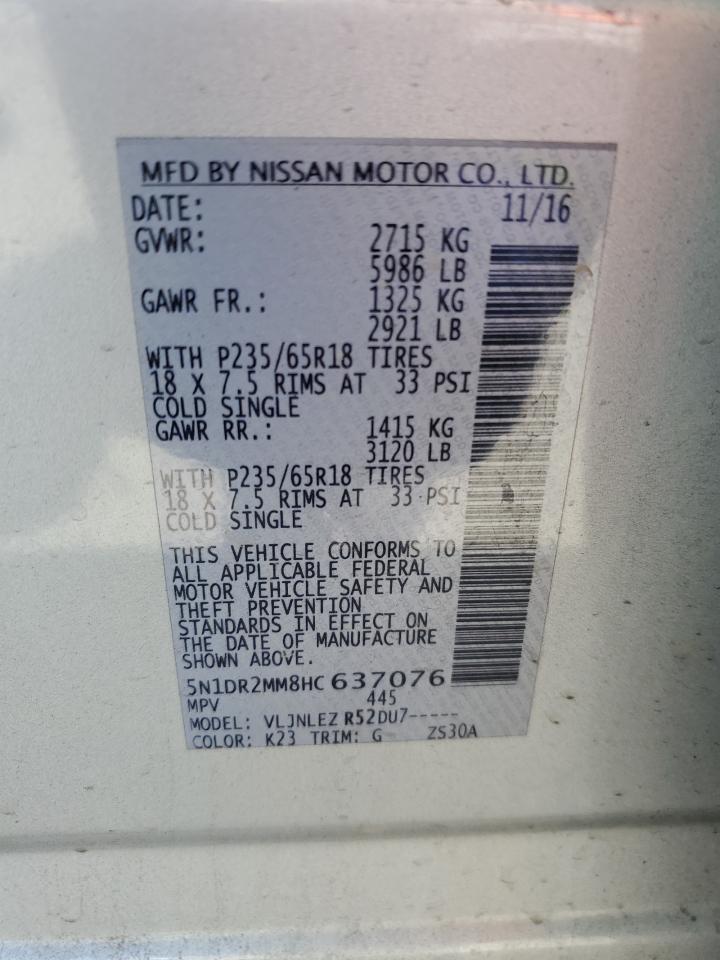 MFD BY NISSAN MOTOR CO., LTD.
DATE: 11/16
GVWR: 2715 KG
5986 LB
GAWR FR.: 1325 KG
2921 LB
WITH P235/65R18 TIRES
18 X 7.5 RIMS AT 33 PSI
COLD SINGLE
GAWR RR.: 1415 KG
3120 LB
WITH P235/65R18 TIRES
18 X 7.5 RIMS AT 33 PSI
COLD SINGLE
THIS VEHICLE CONFORMS TO
ALL APPLICABLE FEDERAL
MOTOR VEHICLE SAFETY AND
THEFT PREVENTION
STANDARDS IN EFFECT ON
THE DATE OF MANUFACTURE
SHOWN ABOVE.
5N1DR2MM8HC 637076
MPV 445
MODEL: VLJNLEZ R52DU7-----
COLOR: K23 TRIM: G ZS30A